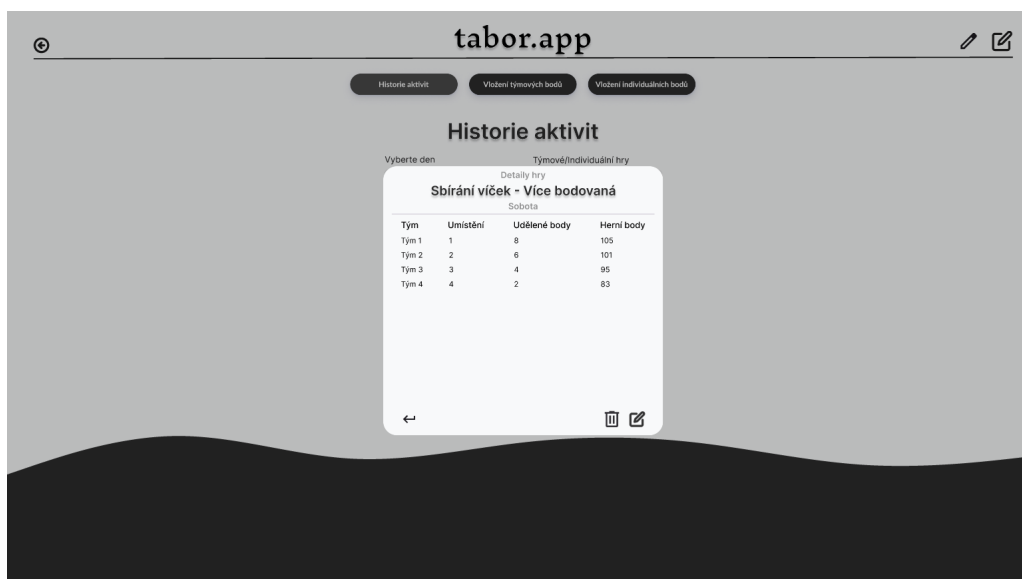 tabor.app
Historie aktivit Vložení týmových bodů Vložení individuálních bodů
Historie aktivit
Vyberte den Týmové/Individuální hry
Detaily hry
Sbírání víček - Více bodovaná
Sobota
Tým Umístění Udělené body Herní body
Tým 1 1 8 105
Tým 2 2 6 101
Tým 3 3 4 95
Tým 4 4 2 83